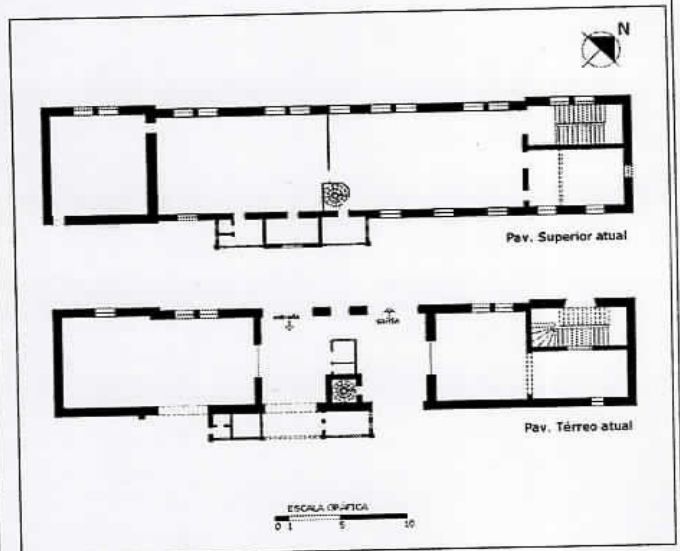 N
Pav. Superior atual
entrada
saída
Pav. Térreo atual
ESCALA GRÁFICA
0 1 5 10